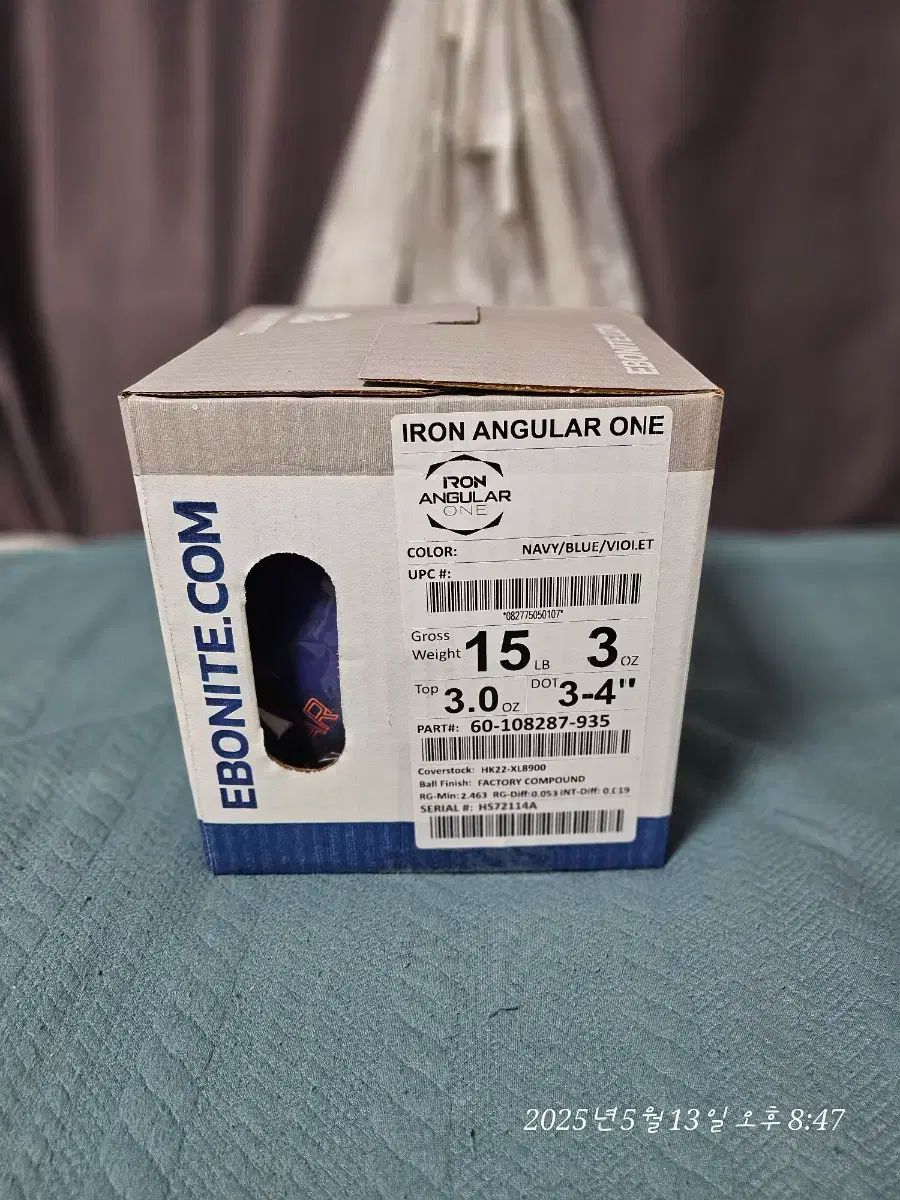 EBONITE.COM
IRON ANGULAR ONE
IRON
ANGULAR
ONE
COLOR: NAVY/BLUE/VIOLET
UPC #:
*082775050107*
Gross
Weight 15 LB 3 OZ
Top 3.0 OZ DOT 3-4"
PART#: 60-108287-935
Coverstock: HK22-XL8900
Ball Finish: FACTORY COMPOUND
RG-Min: 2.463 RG-Diff: 0.053 INT-Diff: 0.019
SERIAL #: HS72114A
EBONITE.COM
2025년 5월 13일 오후 8:47